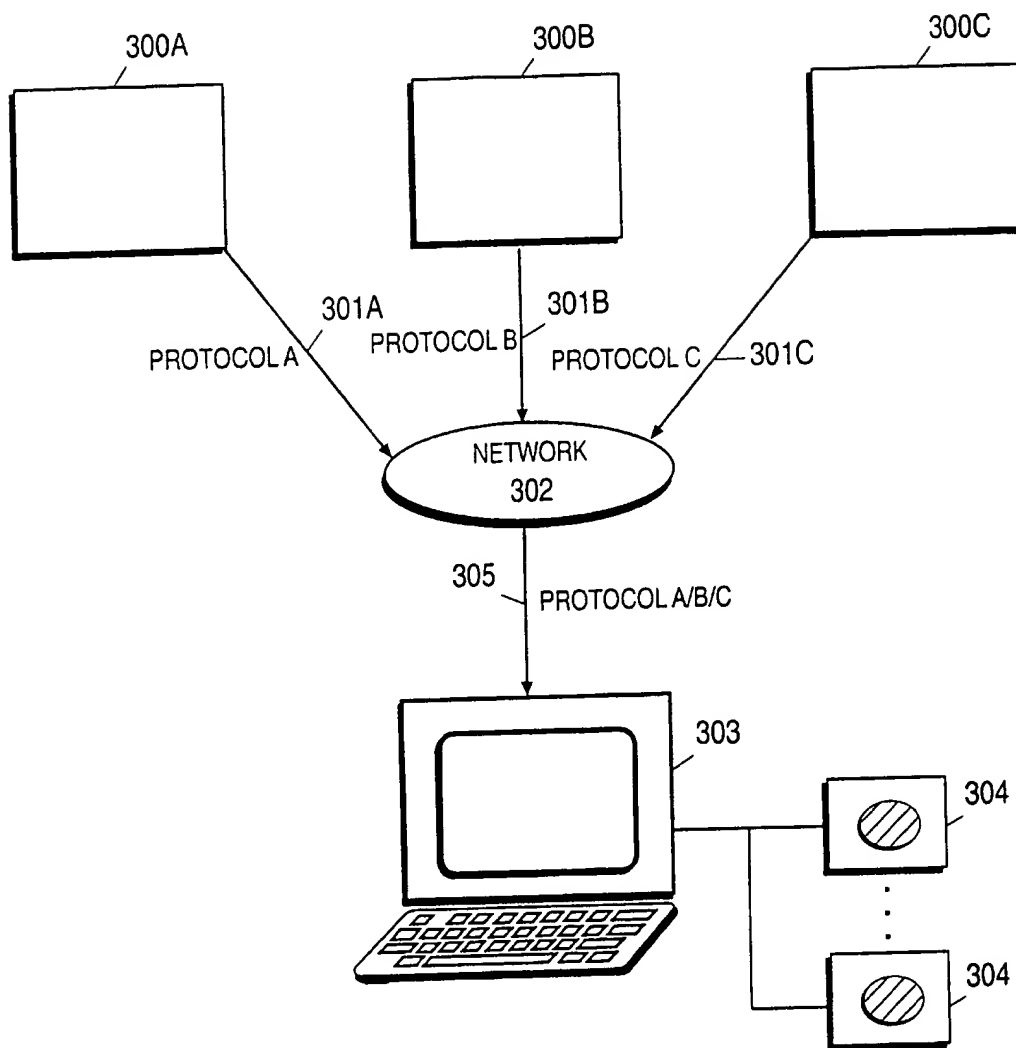 300A
300B
300C
301A
PROTOCOL A
301B
PROTOCOL B
PROTOCOL C
301C
NETWORK
302
305
PROTOCOL A/B/C
303
304
304